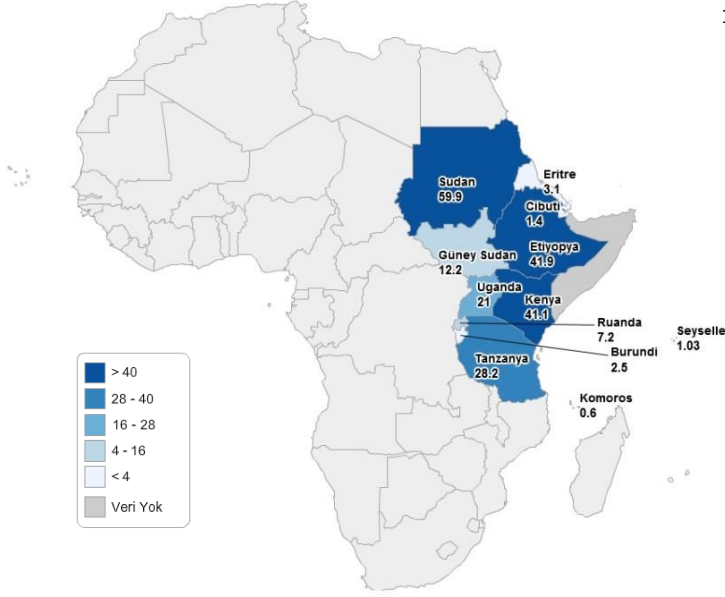 1
Sudan
59.9
Eritre
3.1
Cibuti
1.4
Etiyopya
41.9
Güney Sudan
12.2
Uganda
21
Kenya
41.1
Ruanda
7.2
Seyselle
1.03
Burundi
2.5
Tanzanya
28.2
Komoros
0.6
> 40
28 - 40
16 - 28
4 - 16
< 4
Veri Yok